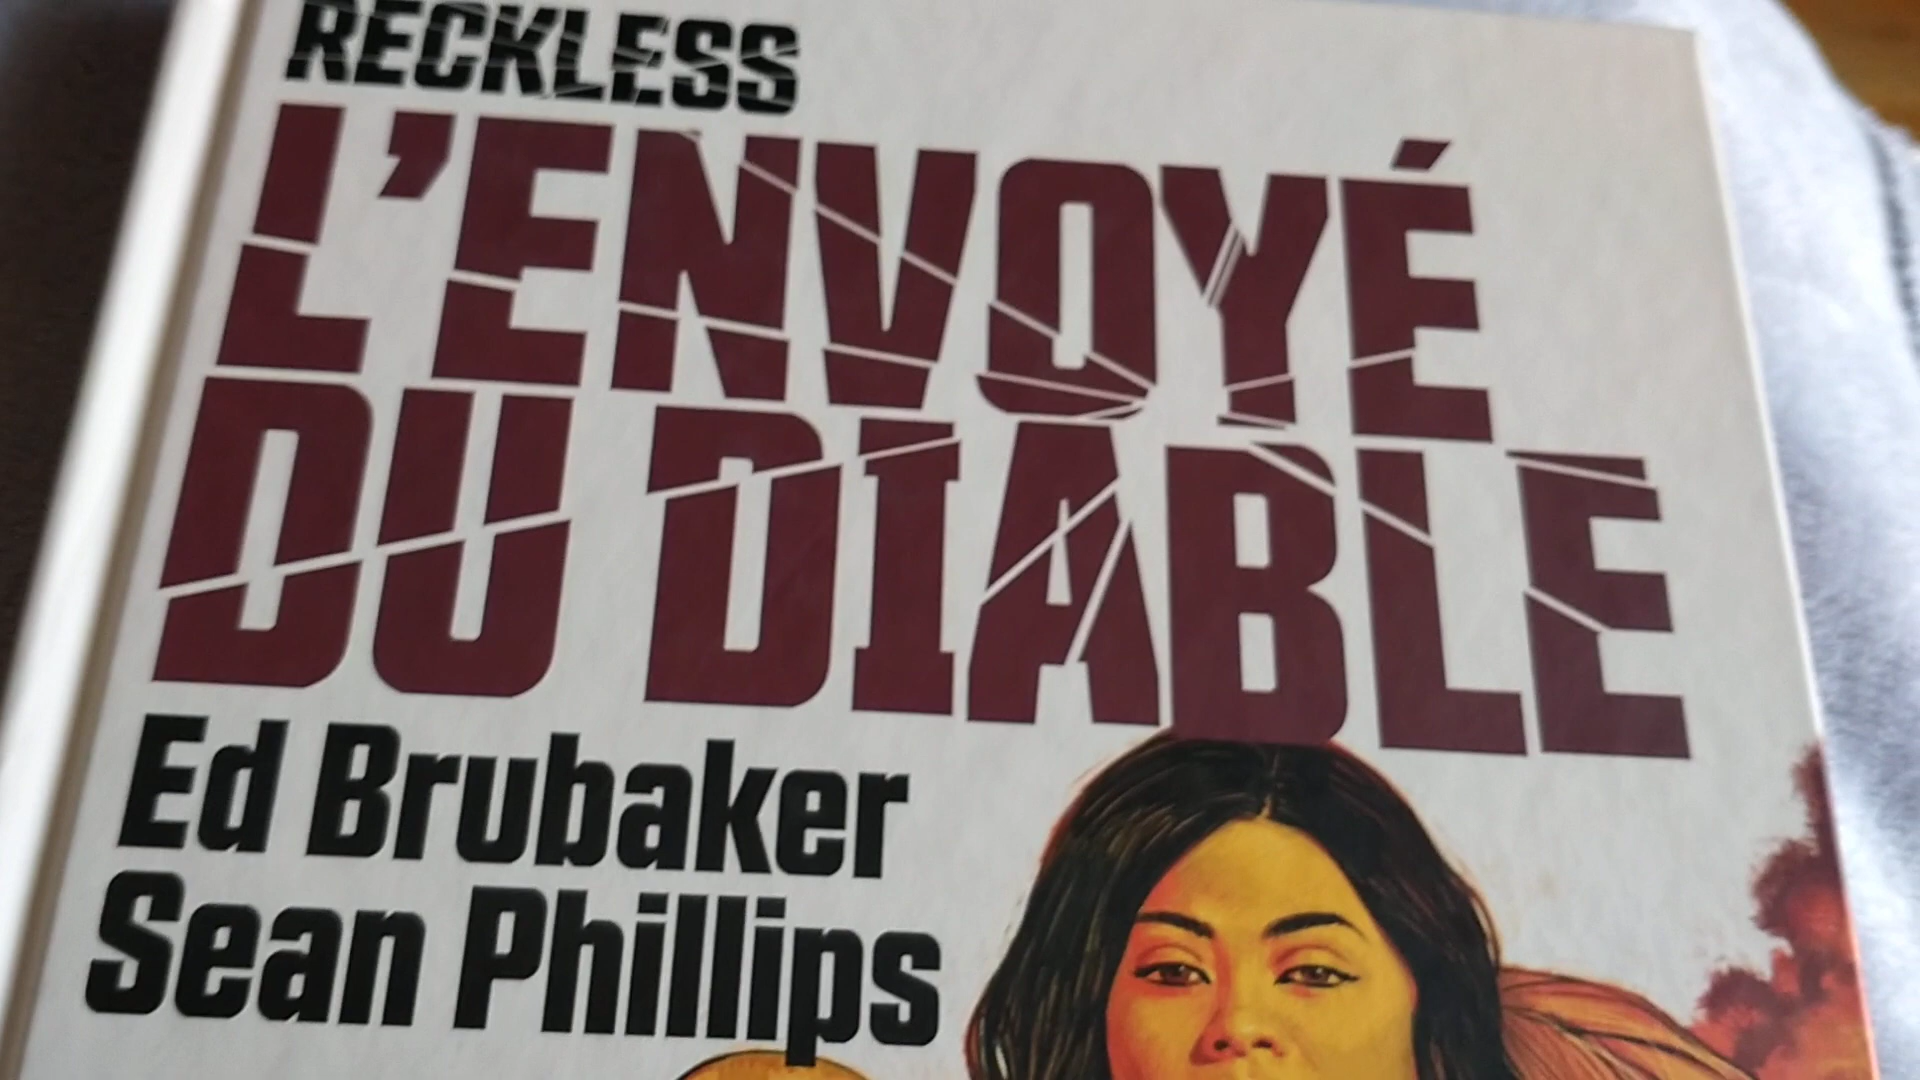 RECKLESS
L'ENVOYÉ
DU DIABLE
Ed Brubaker
Sean Phillips